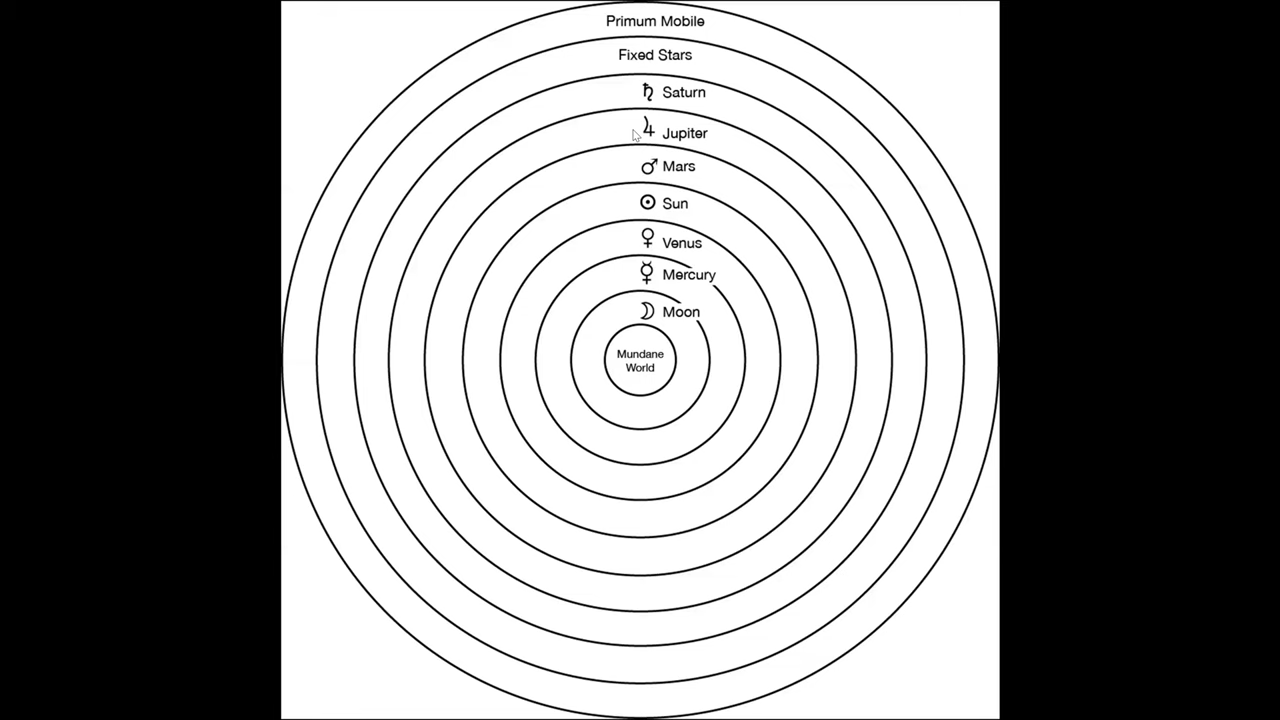 Primum Mobile
Fixed Stars
♄ Saturn
♃ Jupiter
♂ Mars
☉ Sun
♀ Venus
☿ Mercury
☽ Moon
Mundane
World